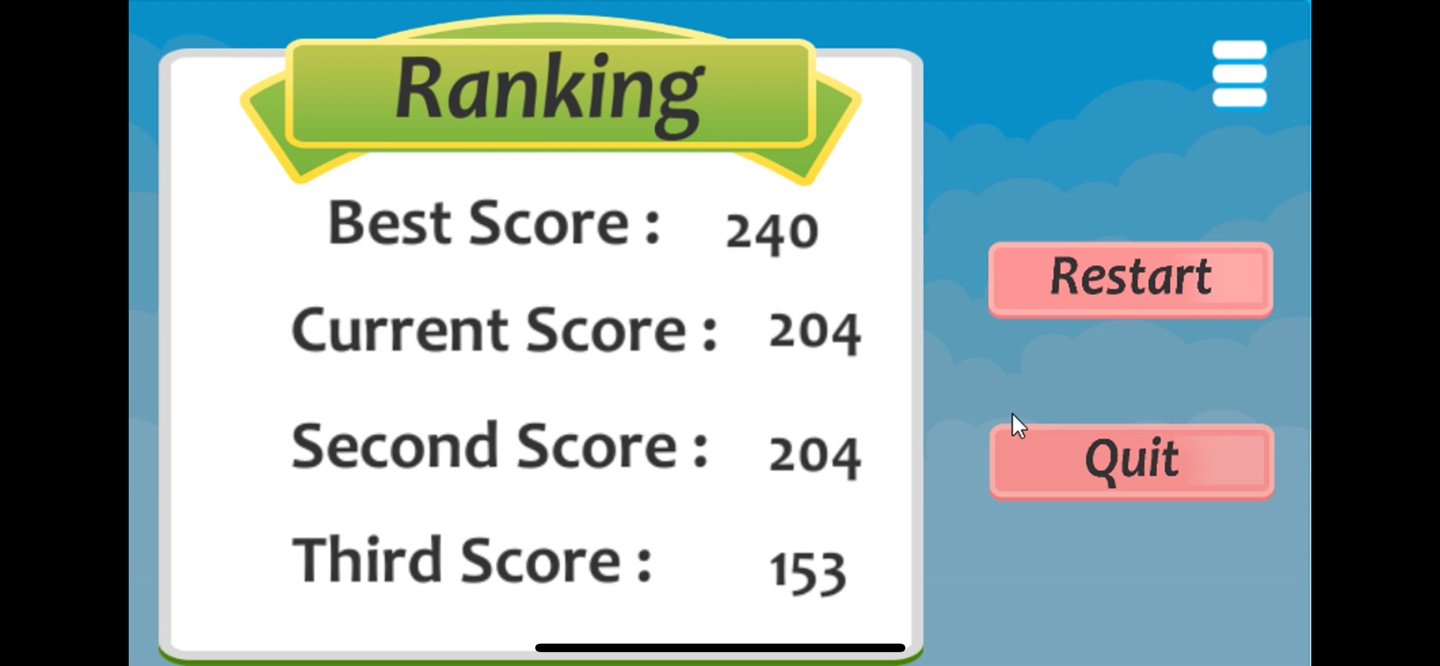 Ranking
Best Score : 240
Current Score : 204
Second Score : 204
Third Score : 153
Restart
Quit